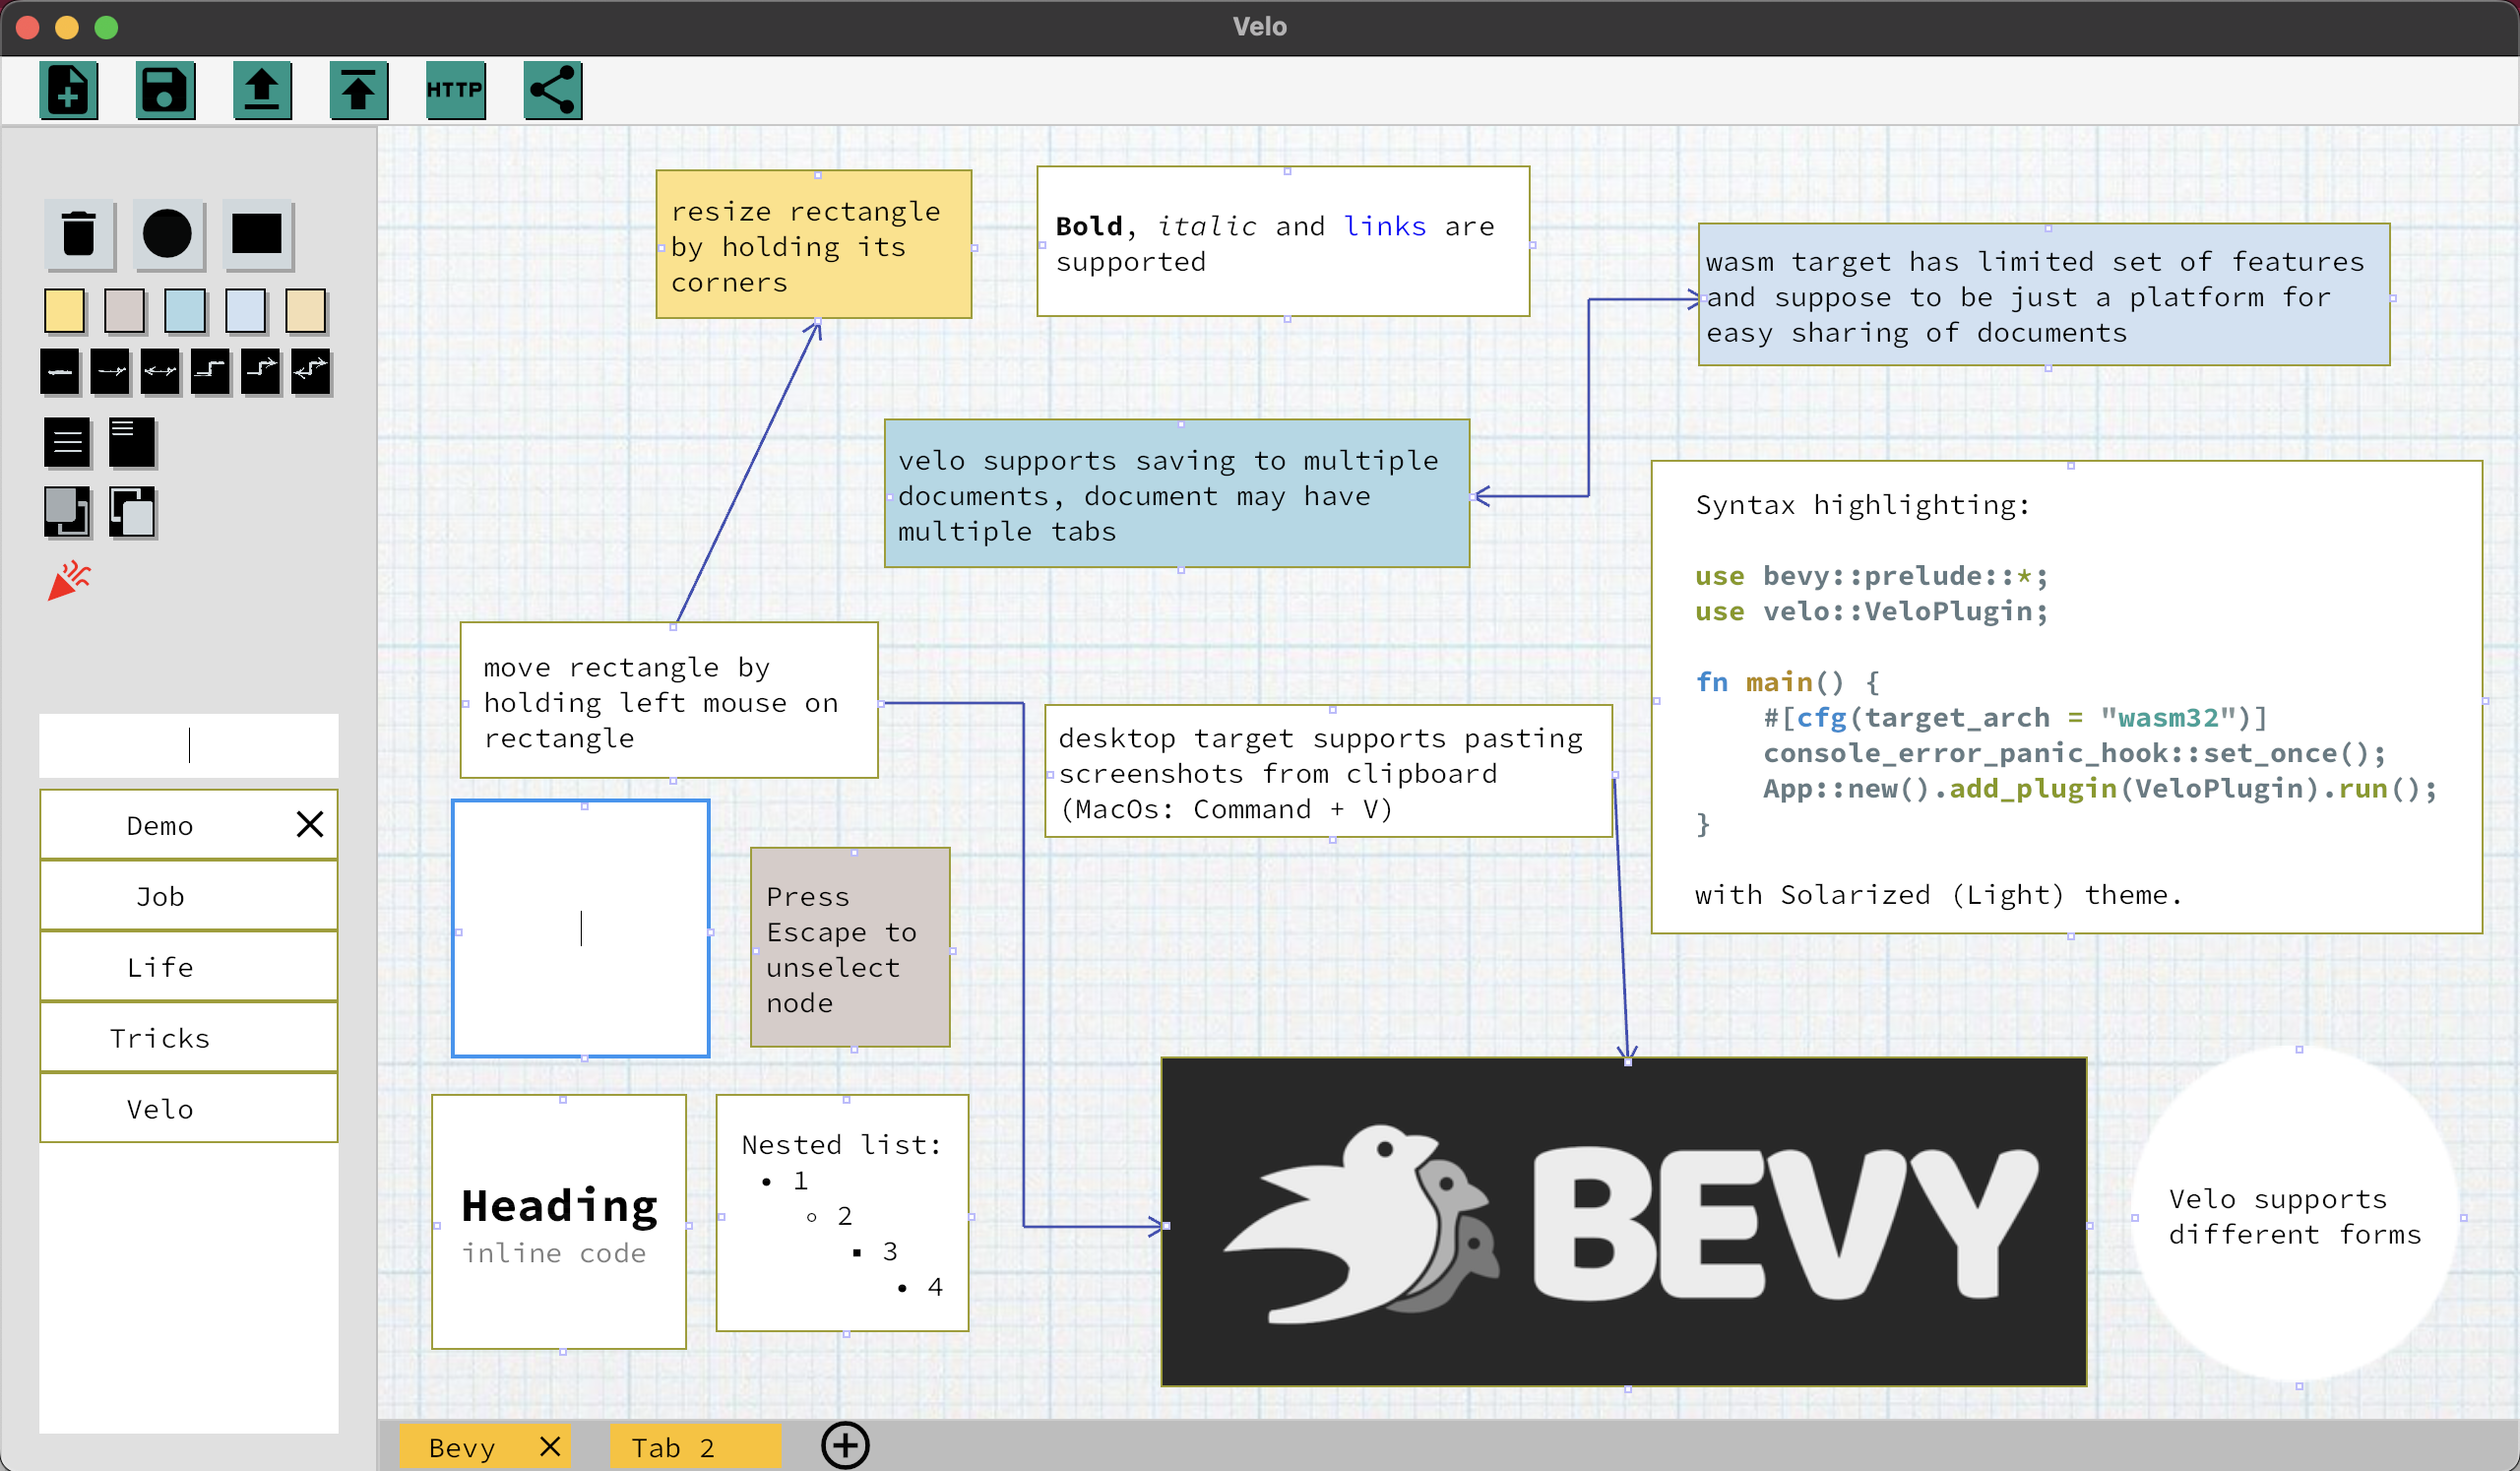 Velo
HTTP
resize rectangle
by holding its
corners
Bold, italic and links are
supported
wasm target has limited set of features
and suppose to be just a platform for
easy sharing of documents
velo supports saving to multiple
documents, document may have
multiple tabs
Syntax highlighting:
use bevy::prelude::*;
use velo::VeloPlugin;
fn main() {
    #[cfg(target_arch = "wasm32")]
    console_error_panic_hook::set_once();
    App::new().add_plugin(VeloPlugin).run();
}
with Solarized (Light) theme.
move rectangle by
holding left mouse on
rectangle
desktop target supports pasting
screenshots from clipboard
(MacOs: Command + V)
Demo
Job
Life
Tricks
Velo
Press
Escape to
unselect
node
Heading
inline code
Nested list:
• 1
◦ 2
▪ 3
• 4
BEVY
Velo supports
different forms
Bevy
Tab 2